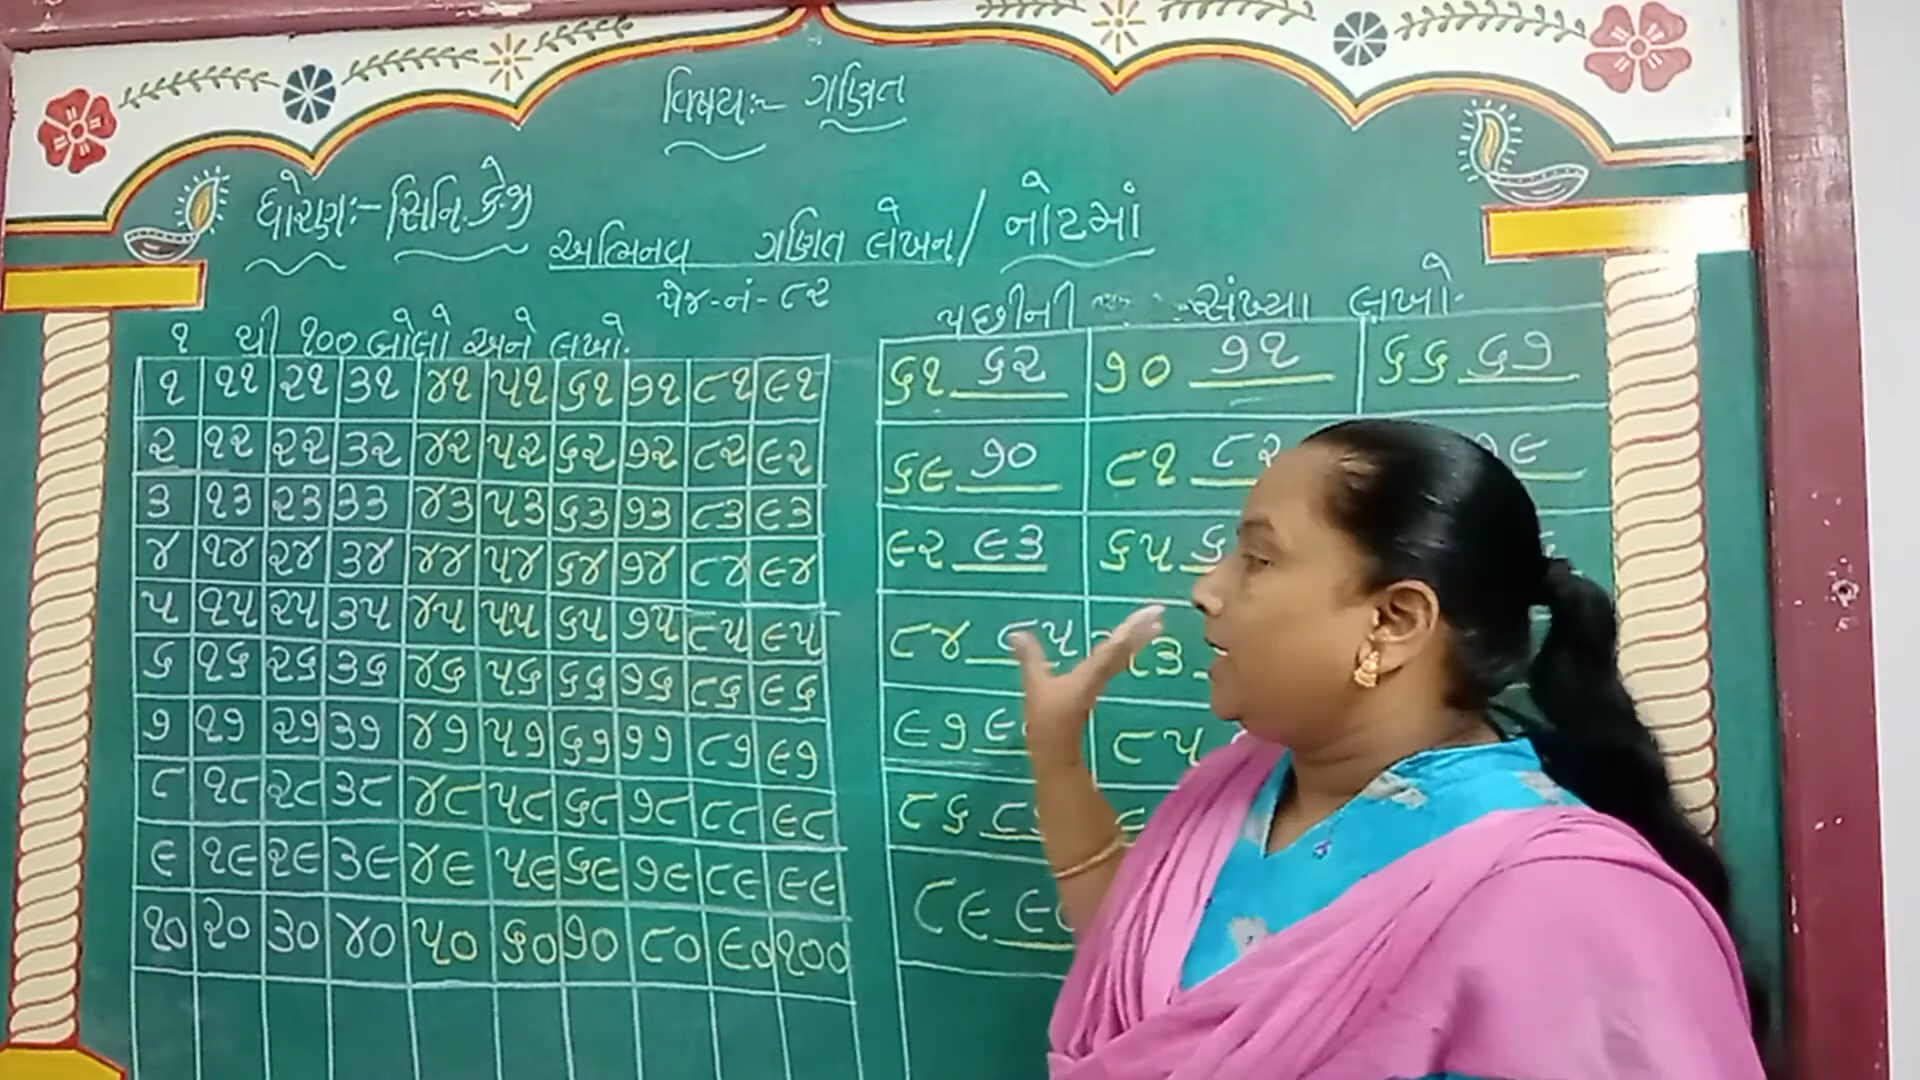 વિષય:- ગણિત
ધોરણ:- સિનિ. કે.જી
અભિનવ ગણિત લેખન/ નોટમાં
પેજ-નં-૮૨
૧ થી ૧૦૦ બોલો અને લખો.
૧ ૧૧ ૨૧ ૩૧ ૪૧ ૫૧ ૬૧ ૭૧ ૮૧ ૯૧
૨ ૧૨ ૨૨ ૩૨ ૪૨ ૫૨ ૬૨ ૭૨ ૮૨ ૯૨
૩ ૧૩ ૨૩ ૩૩ ૪૩ ૫૩ ૬૩ ૭૩ ૮૩ ૯૩
૪ ૧૪ ૨૪ ૩૪ ૪૪ ૫૪ ૬૪ ૭૪ ૮૪ ૯૪
૫ ૧૫ ૨૫ ૩૫ ૪૫ ૫૫ ૬૫ ૭૫ ૮૫ ૯૫
૬ ૧૬ ૨૬ ૩૬ ૪૬ ૫૬ ૬૬ ૭૬ ૮૬ ૯૬
૭ ૧૭ ૨૭ ૩૭ ૪૭ ૫૭ ૬૭ ૭૭ ૮૭ ૯૭
૮ ૧૮ ૨૮ ૩૮ ૪૮ ૫૮ ૬૮ ૭૮ ૮૮ ૯૮
૯ ૧૯ ૨૯ ૩૯ ૪૯ ૫૯ ૬૯ ૭૯ ૮૯ ૯૯
૧૦ ૨૦ ૩૦ ૪૦ ૫૦ ૬૦ ૭૦ ૮૦ ૯૦ ૧૦૦
પછીની સંખ્યા લખો.
૬૧ ૬૨ ૭૦ ૭૧ ૬૬ ૬૭
૬૯ ૭૦ ૮૧ ૮૨
૯૨ ૯૩ ૬૫
૮૪ ૮૫
૯૭ ૮૫
૮૬
૮૯